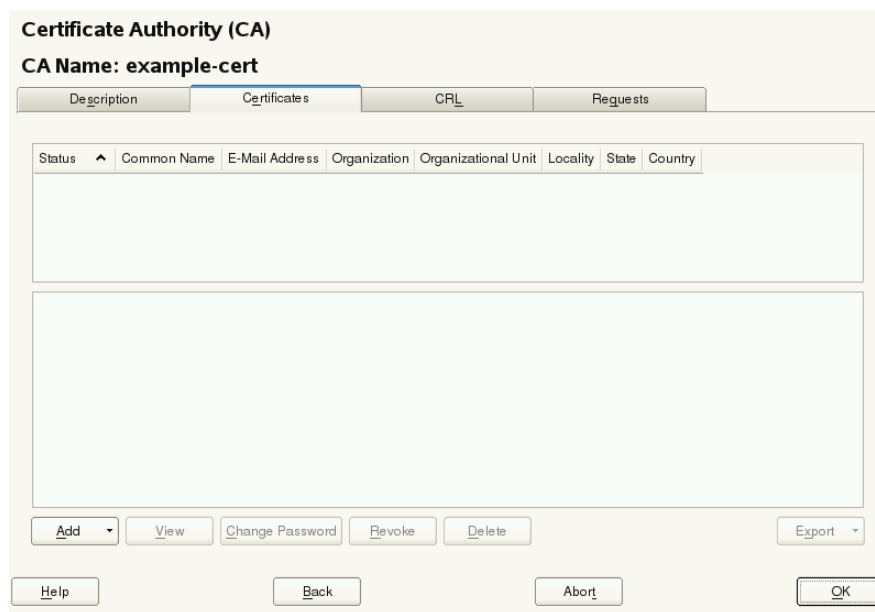 Certificate Authority (CA)
CA Name: example-cert
Description Certificates CRL Requests
Status Common Name E-Mail Address Organization Organizational Unit Locality State Country
Add View Change Password Revoke Delete Export
Help Back Abort OK